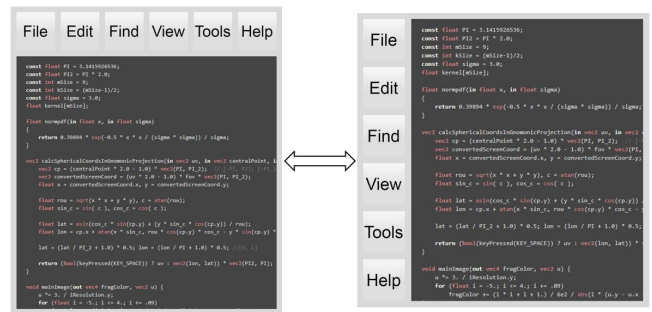 File Edit Find View Tools Help
const float PI = 3.1415926536;
const float PI2 = PI * 2.0;
const int mSize = 9;
const int kSize = (mSize-1)/2;
const float sigma = 3.0;
float kernel[mSize];
float normpdf(in float x, in float sigma)
{
return 0.39894 * exp(-0.5 * x * x / (sigma * sigma)) / sigma;
}
vec2 calcSphericalCoordsInGnomonicProjection(in vec2 uv, in vec2 centralPoint, i
vec2 cp = (centralPoint * 2.0 - 1.0) * vec2(PI, PI_2);
vec2 convertedScreenCoord = (uv * 2.0 - 1.0) * fov * vec2(PI, PI_2);
float x = convertedScreenCoord.x, y = convertedScreenCoord.y;
float rou = sqrt(x * x + y * y), c = atan(rou);
float sin_c = sin( c ), cos_c = cos( c );
float lat = asin(cos_c * sin(cp.y) + (y * sin_c * cos(cp.y)) / rou);
float lon = cp.x + atan(x * sin_c, rou * cos(cp.y) * cos_c - y * sin(cp.y) *
lat = (lat / PI_2 + 1.0) * 0.5; lon = (lon / PI + 1.0) * 0.5; //[0, 1]
return (bool(keyPressed(KEY_SPACE)) ? uv : vec2(lon, lat)) * vec2(PI2, PI);
}
void mainImage(out vec4 fragColor, vec2 u) {
u *= 3. / iResolution.y;
for (float i = -5.; i <= 4.; i += .09)
File
Edit
Find
View
Tools
Help
const float PI = 3.1415926536;
const float PI2 = PI * 2.0;
const int mSize = 9;
const int kSize = (mSize-1)/2;
const float sigma = 3.0;
float kernel[mSize];
float normpdf(in float x, in float sigma)
{
return 0.39894 * exp(-0.5 * x * x / (sigma * sigma)) / sigma;
}
vec2 calcSphericalCoordsInGnomonicProjection(in vec2 uv, in vec2
vec2 cp = (centralPoint * 2.0 - 1.0) * vec2(PI, PI_2);
vec2 convertedScreenCoord = (uv * 2.0 - 1.0) * fov * vec2(PI,
float x = convertedScreenCoord.x, y = convertedScreenCoord.y;
float rou = sqrt(x * x + y * y), c = atan(rou);
float sin_c = sin( c ), cos_c = cos( c );
float lat = asin(cos_c * sin(cp.y) + (y * sin_c * cos(cp.y))
float lon = cp.x + atan(x * sin_c, rou * cos(cp.y) * cos_c -
lat = (lat / PI_2 + 1.0) * 0.5; lon = (lon / PI + 1.0) * 0.5;
return (bool(keyPressed(KEY_SPACE)) ? uv : vec2(lon, lat)) *
}
void mainImage(out vec4 fragColor, vec2 u) {
u *= 3. / iResolution.y;
for (float i = -5.; i <= 4.; i += .09)
fragColor += (i * i + i + 1.) / 6e2 / abs(i * (u.y - u.x